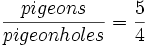 pigeons / pigeonholes = 5 / 4